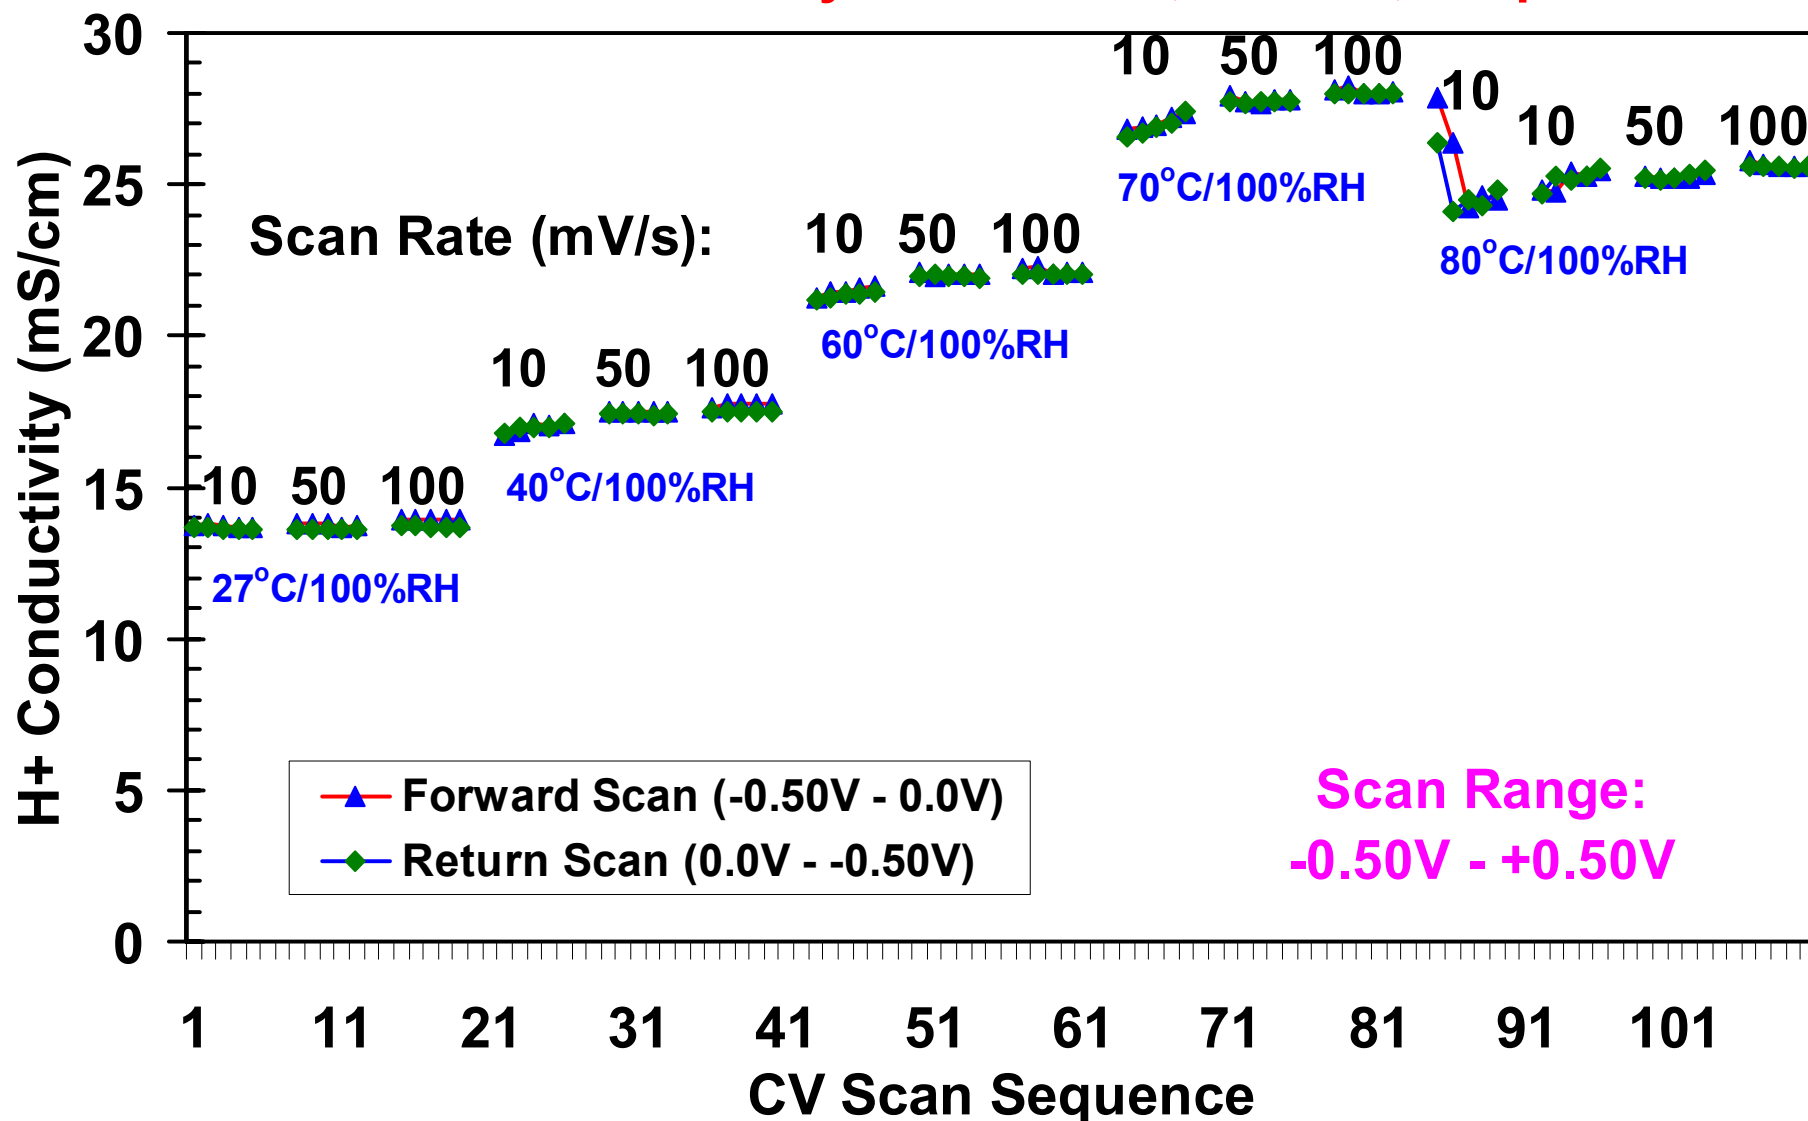 30
10 50 100
10
10 50 100
25
70°C/100%RH
H+ Conductivity (mS/cm)
Scan Rate (mV/s):
10 50 100
80°C/100%RH
20
60°C/100%RH
10 50 100
15
10 50 100
40°C/100%RH
27°C/100%RH
10
5
Forward Scan (-0.50V - 0.0V)
Return Scan (0.0V - -0.50V)
Scan Range:
-0.50V - +0.50V
0
1 11 21 31 41 51 61 71 81 91 101
CV Scan Sequence